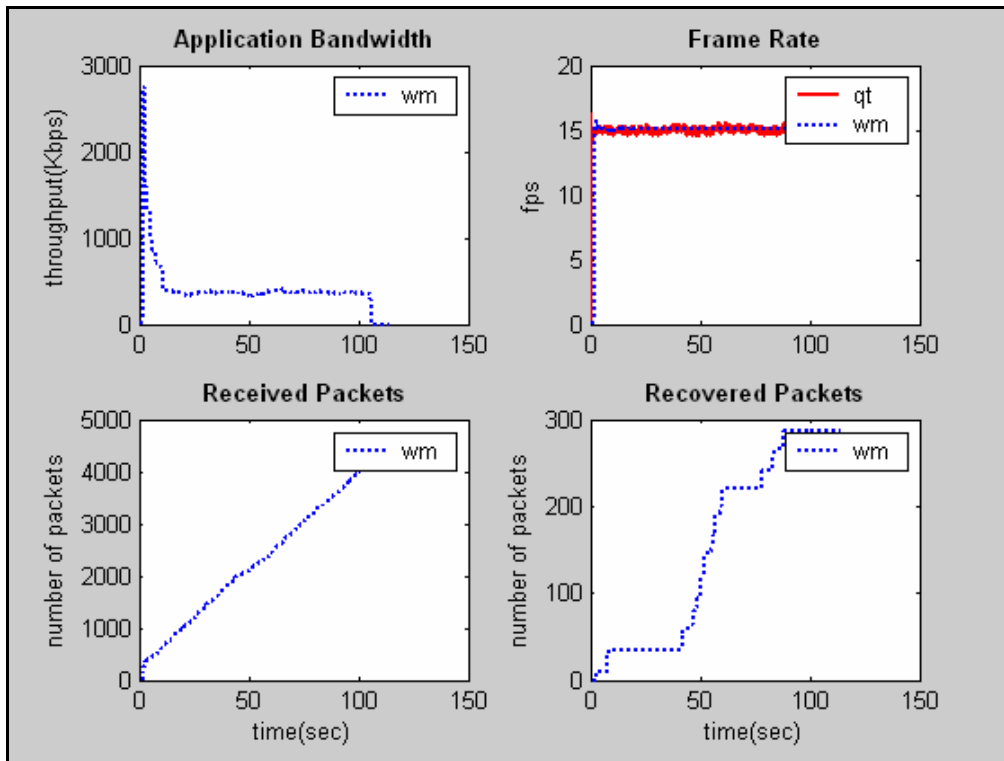 Application Bandwidth
3000
2000
1000
0
throughput(Kbps)
wm
0 50 100 150
Frame Rate
20
15
10
5
0
fps
qt
wm
0 50 100 150
Received Packets
5000
4000
3000
2000
1000
0
number of packets
wm
0 50 100 150
time(sec)
Recovered Packets
300
200
100
0
number of packets
wm
0 50 100 150
time(sec)